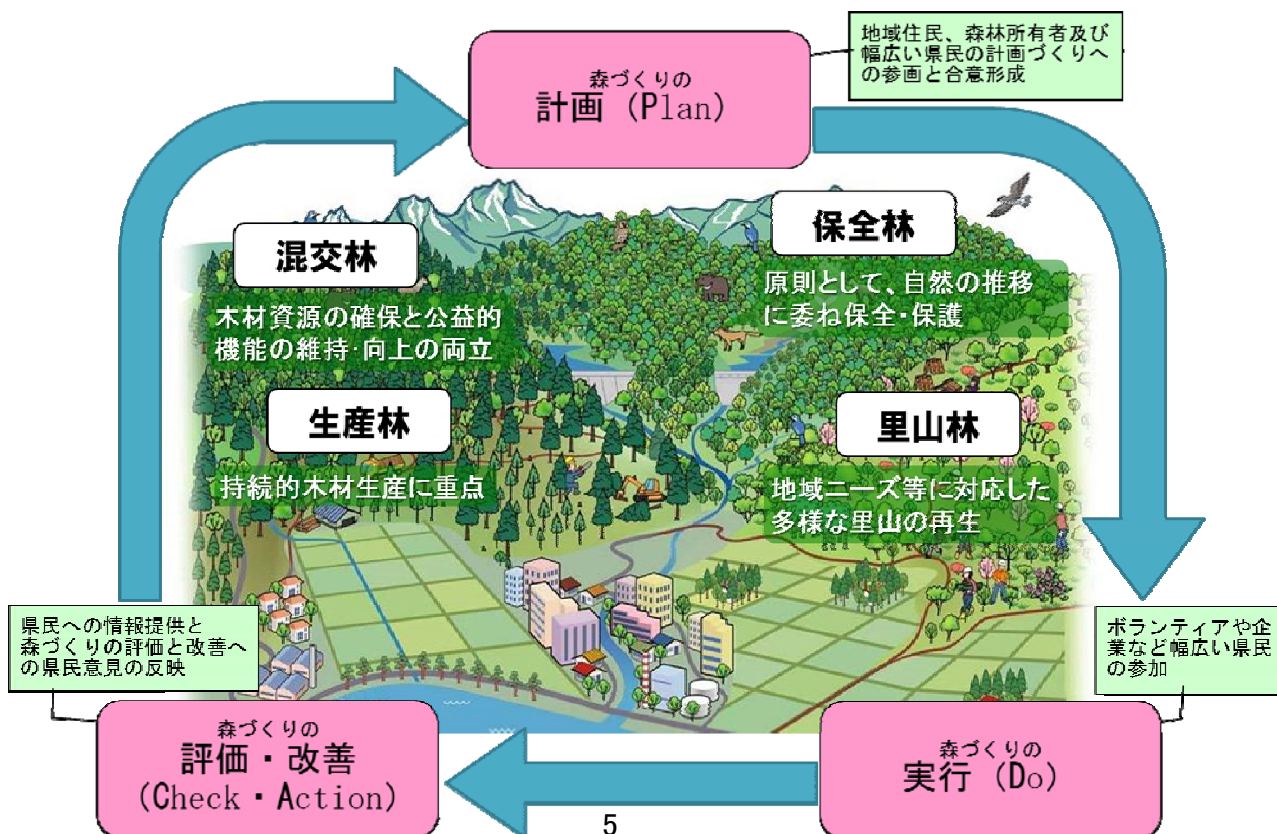 地域住民、森林所有者及び
幅広い県民の計画づくりへ
の参画と合意形成
森づくりの
計画（Plan）
混交林
木材資源の確保と公益的
機能の維持・向上の両立
保全林
原則として、自然の推移
に委ね保全・保護
生産林
持続的木材生産に重点
里山林
地域ニーズ等に対応した
多様な里山の再生
県民への情報提供と
森づくりの評価と改善へ
の県民意見の反映
ボランティアや企
業など幅広い県民
の参加
森づくりの
評価・改善
（Check・Action）
森づくりの
実行（Do）
5